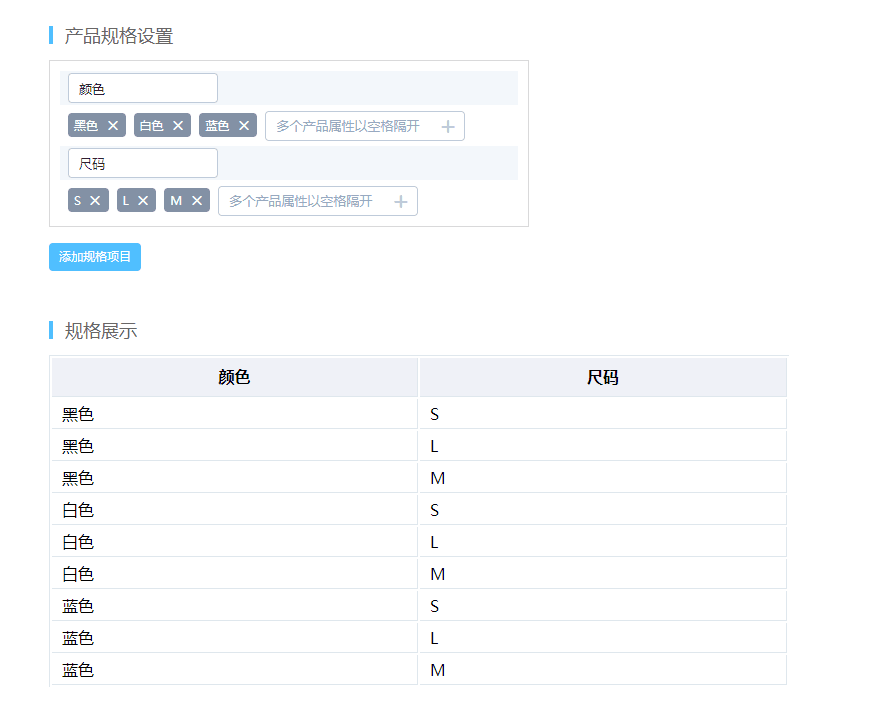 产品规格设置
颜色
黑色 × 白色 × 蓝色 × 多个产品属性以空格隔开 +
尺码
S × L × M × 多个产品属性以空格隔开 +
添加规格项目
规格展示
颜色 尺码
黑色 S
黑色 L
黑色 M
白色 S
白色 L
白色 M
蓝色 S
蓝色 L
蓝色 M